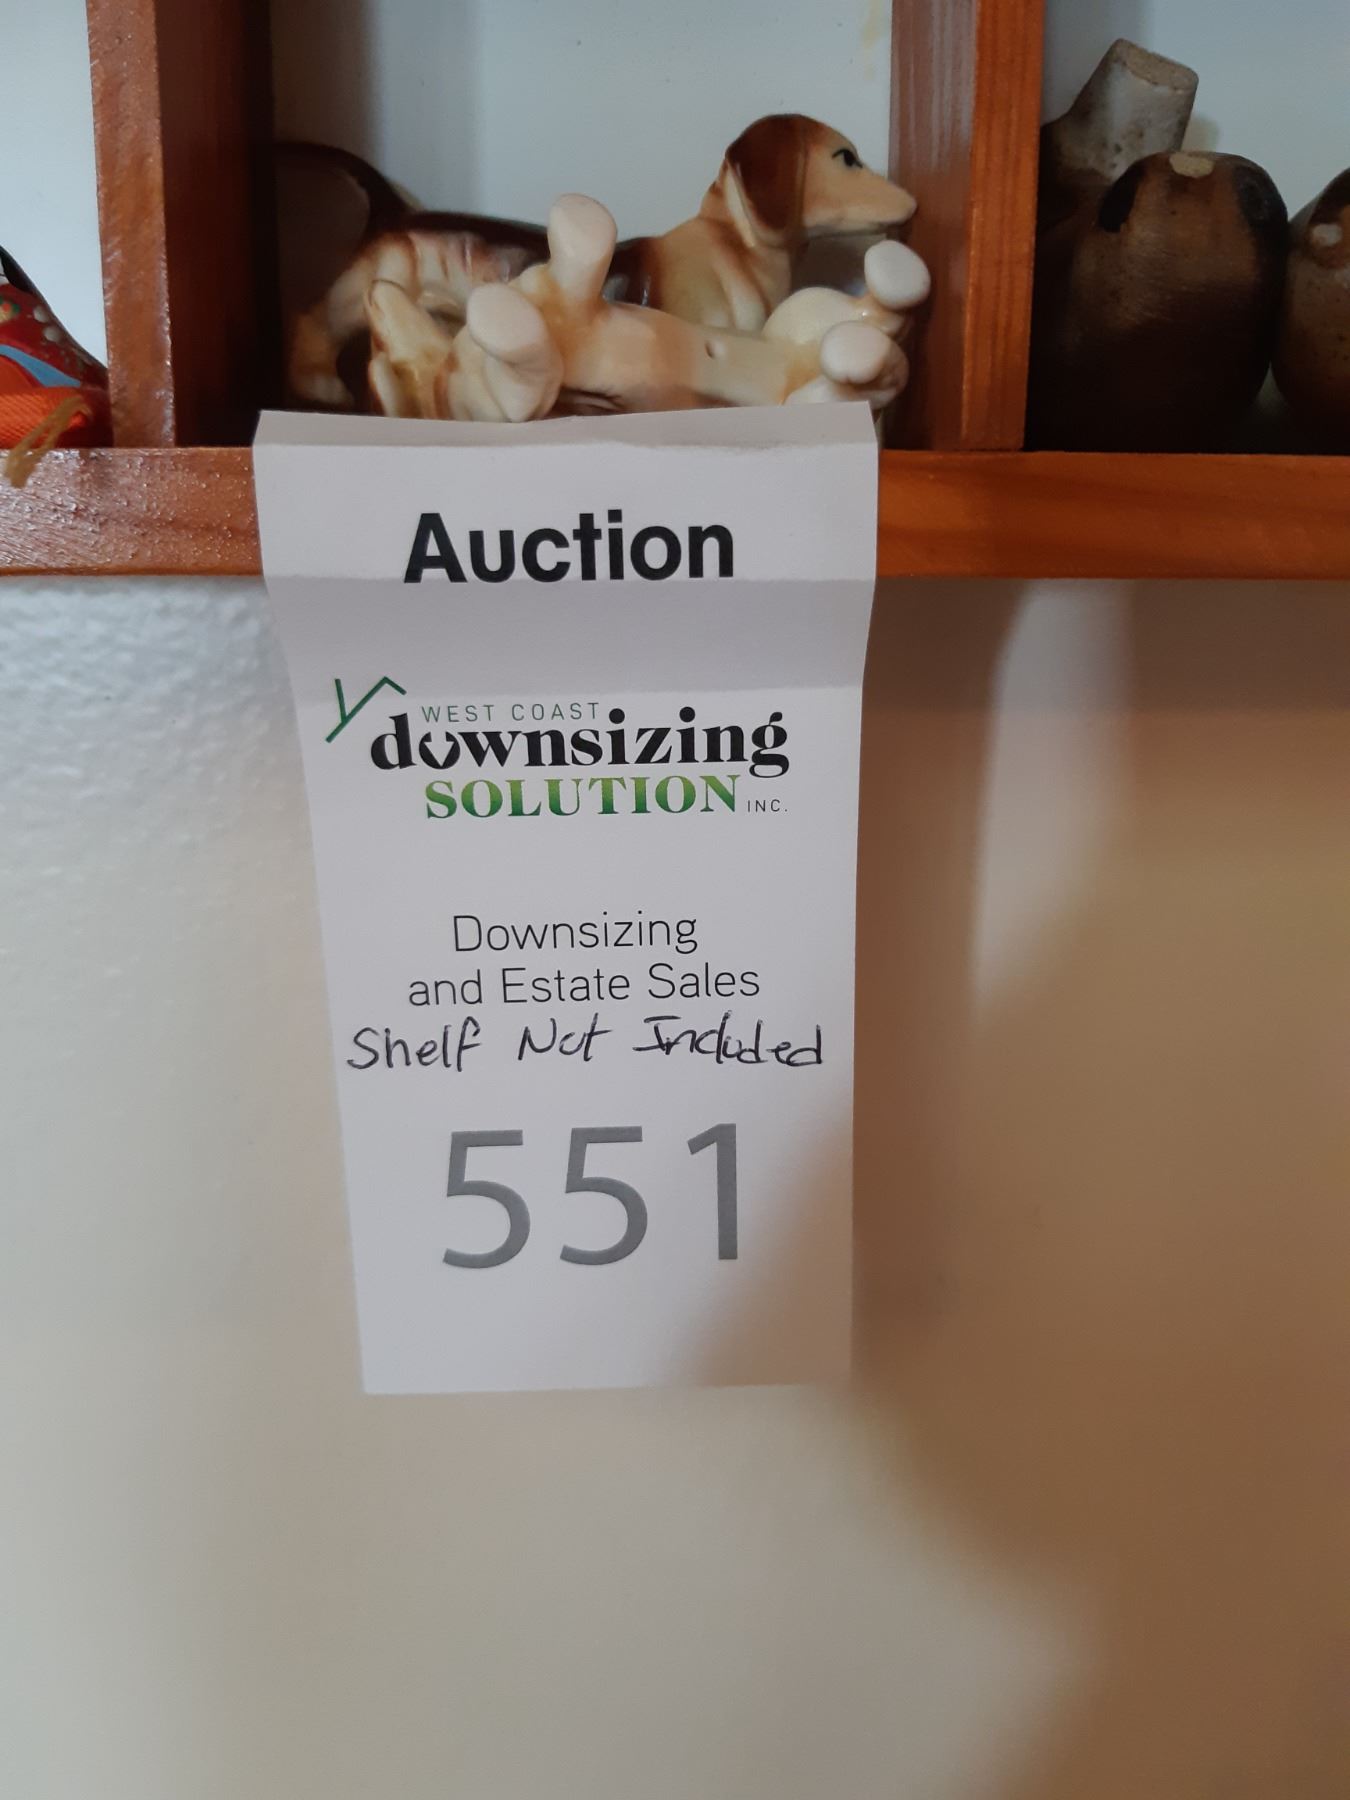 Auction
WEST COAST
downsizing
SOLUTION INC.
Downsizing
and Estate Sales
Shelf Not Included
551